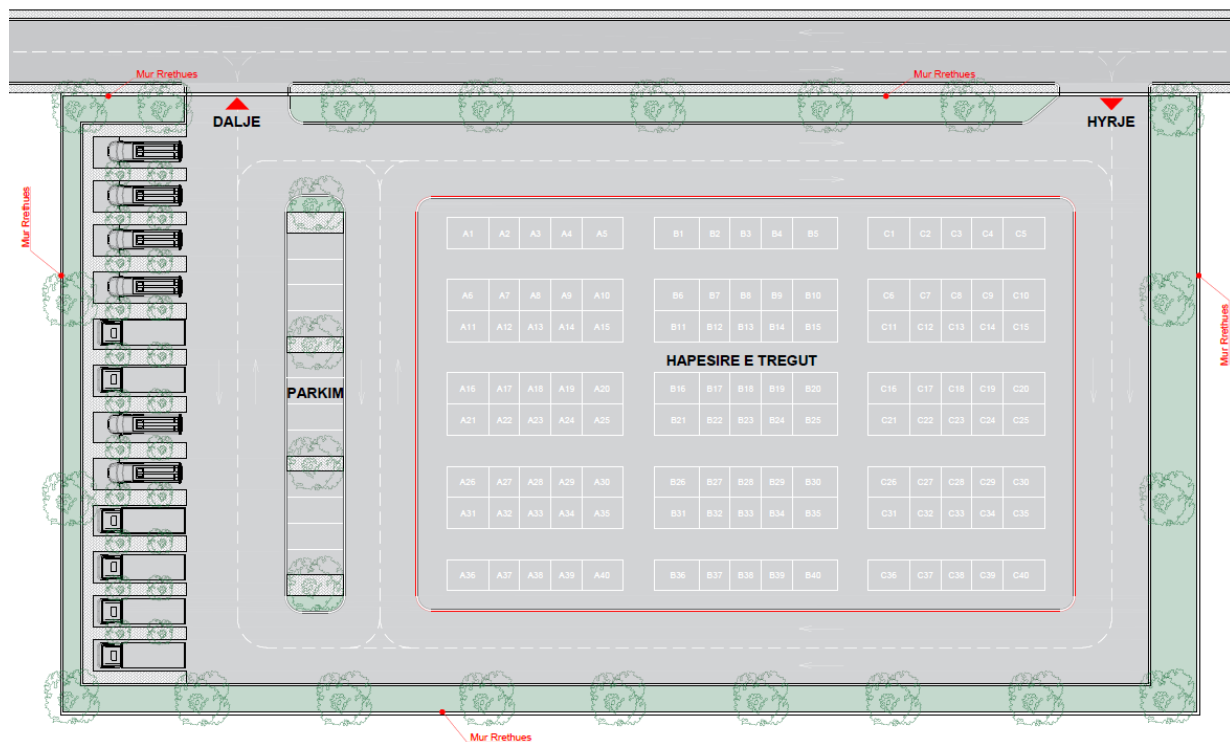 Mur Rrethues
Mur Rrethues
DALJE
HYRJE
Mur Rrethues
A1 A2 A3 A4 A5 B1 B2 B3 B4 B5 C1 C2 C3 C4 C5
A6 A7 A8 A9 A10 B6 B7 B8 B9 B10 C6 C7 C8 C9 C10
A11 A12 A13 A14 A15 B11 B12 B13 B14 B15 C11 C12 C13 C14 C15
Mur Rrethues
HAPESIRE E TREGUT
A16 A17 A18 A19 A20 B16 B17 B18 B19 B20 C16 C17 C18 C19 C20
PARKIM
A21 A22 A23 A24 A25 B21 B22 B23 B24 B25 C21 C22 C23 C24 C25
A26 A27 A28 A29 A30 B26 B27 B28 B29 B30 C26 C27 C28 C29 C30
A31 A32 A33 A34 A35 B31 B32 B33 B34 B35 C31 C32 C33 C34 C35
A36 A37 A38 A39 A40 B36 B37 B38 B39 B40 C36 C37 C38 C39 C40
Mur Rrethues